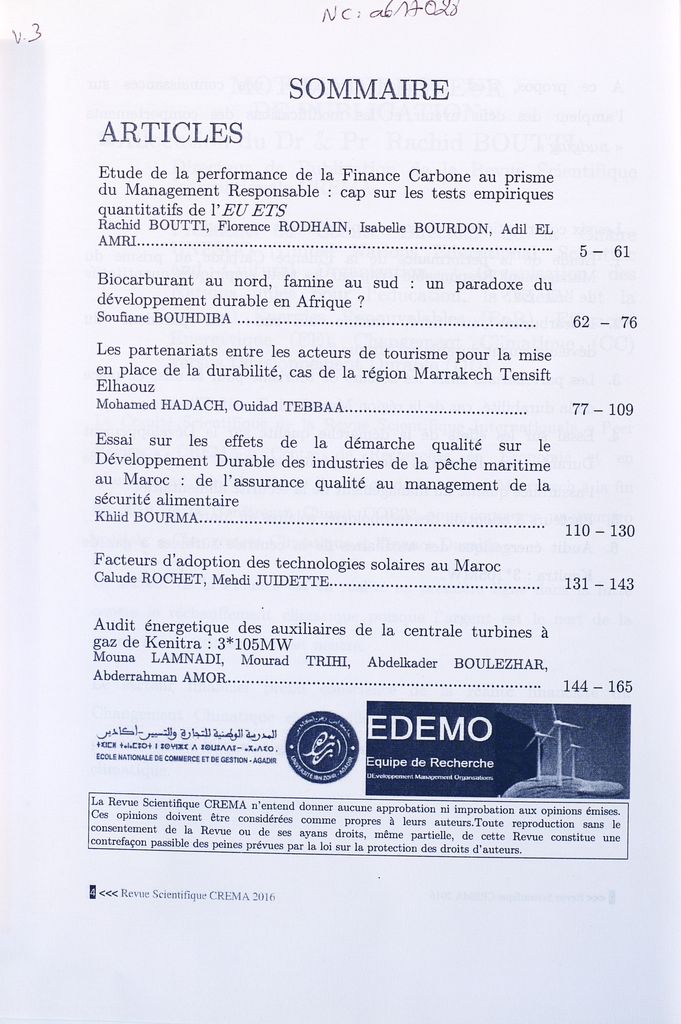 V.3
NC: a617028
SOMMAIRE
ARTICLES
Etude de la performance de la Finance Carbone au prisme
du Management Responsable : cap sur les tests empiriques
quantitatifs de l'EU ETS
Rachid BOUTTI, Florence RODHAIN, Isabelle BOURDON, Adil EL
AMRI.......... 5 – 61
Biocarburant au nord, famine au sud : un paradoxe du
développement durable en Afrique ?
Soufiane BOUHDIBA .......... 62 – 76
Les partenariats entre les acteurs de tourisme pour la mise
en place de la durabilité, cas de la région Marrakech Tensift
Elhaouz
Mohamed HADACH, Ouidad TEBBAA.......... 77 – 109
Essai sur les effets de la démarche qualité sur le
Développement Durable des industries de la pêche maritime
au Maroc : de l'assurance qualité au management de la
sécurité alimentaire
Khlid BOURMA.......... 110 – 130
Facteurs d'adoption des technologies solaires au Maroc
Calude ROCHET, Mehdi JUIDETTE.......... 131 – 143
Audit énergetique des auxiliaires de la centrale turbines à
gaz de Kenitra : 3*105MW
Mouna LAMNADI, Mourad TRIHI, Abdelkader BOULEZHAR,
Abderrahman AMOR.......... 144 – 165
المدرسة الوطنية للتجارة والتسيير-أكادير
ECOLE NATIONALE DE COMMERCE ET DE GESTION - AGADIR
UNIVERSITE IBN ZOHR - AGADIR
EDEMO
Equipe de Recherche
DEveloppement Management Organisations
La Revue Scientifique CREMA n'entend donner aucune approbation ni improbation aux opinions émises.
Ces opinions doivent être considérées comme propres à leurs auteurs.Toute reproduction sans le
consentement de la Revue ou de ses ayans droits, même partielle, de cette Revue constitue une
contrefaçon passible des peines prévues par la loi sur la protection des droits d'auteurs.
4 <<< Revue Scientifique CREMA 2016